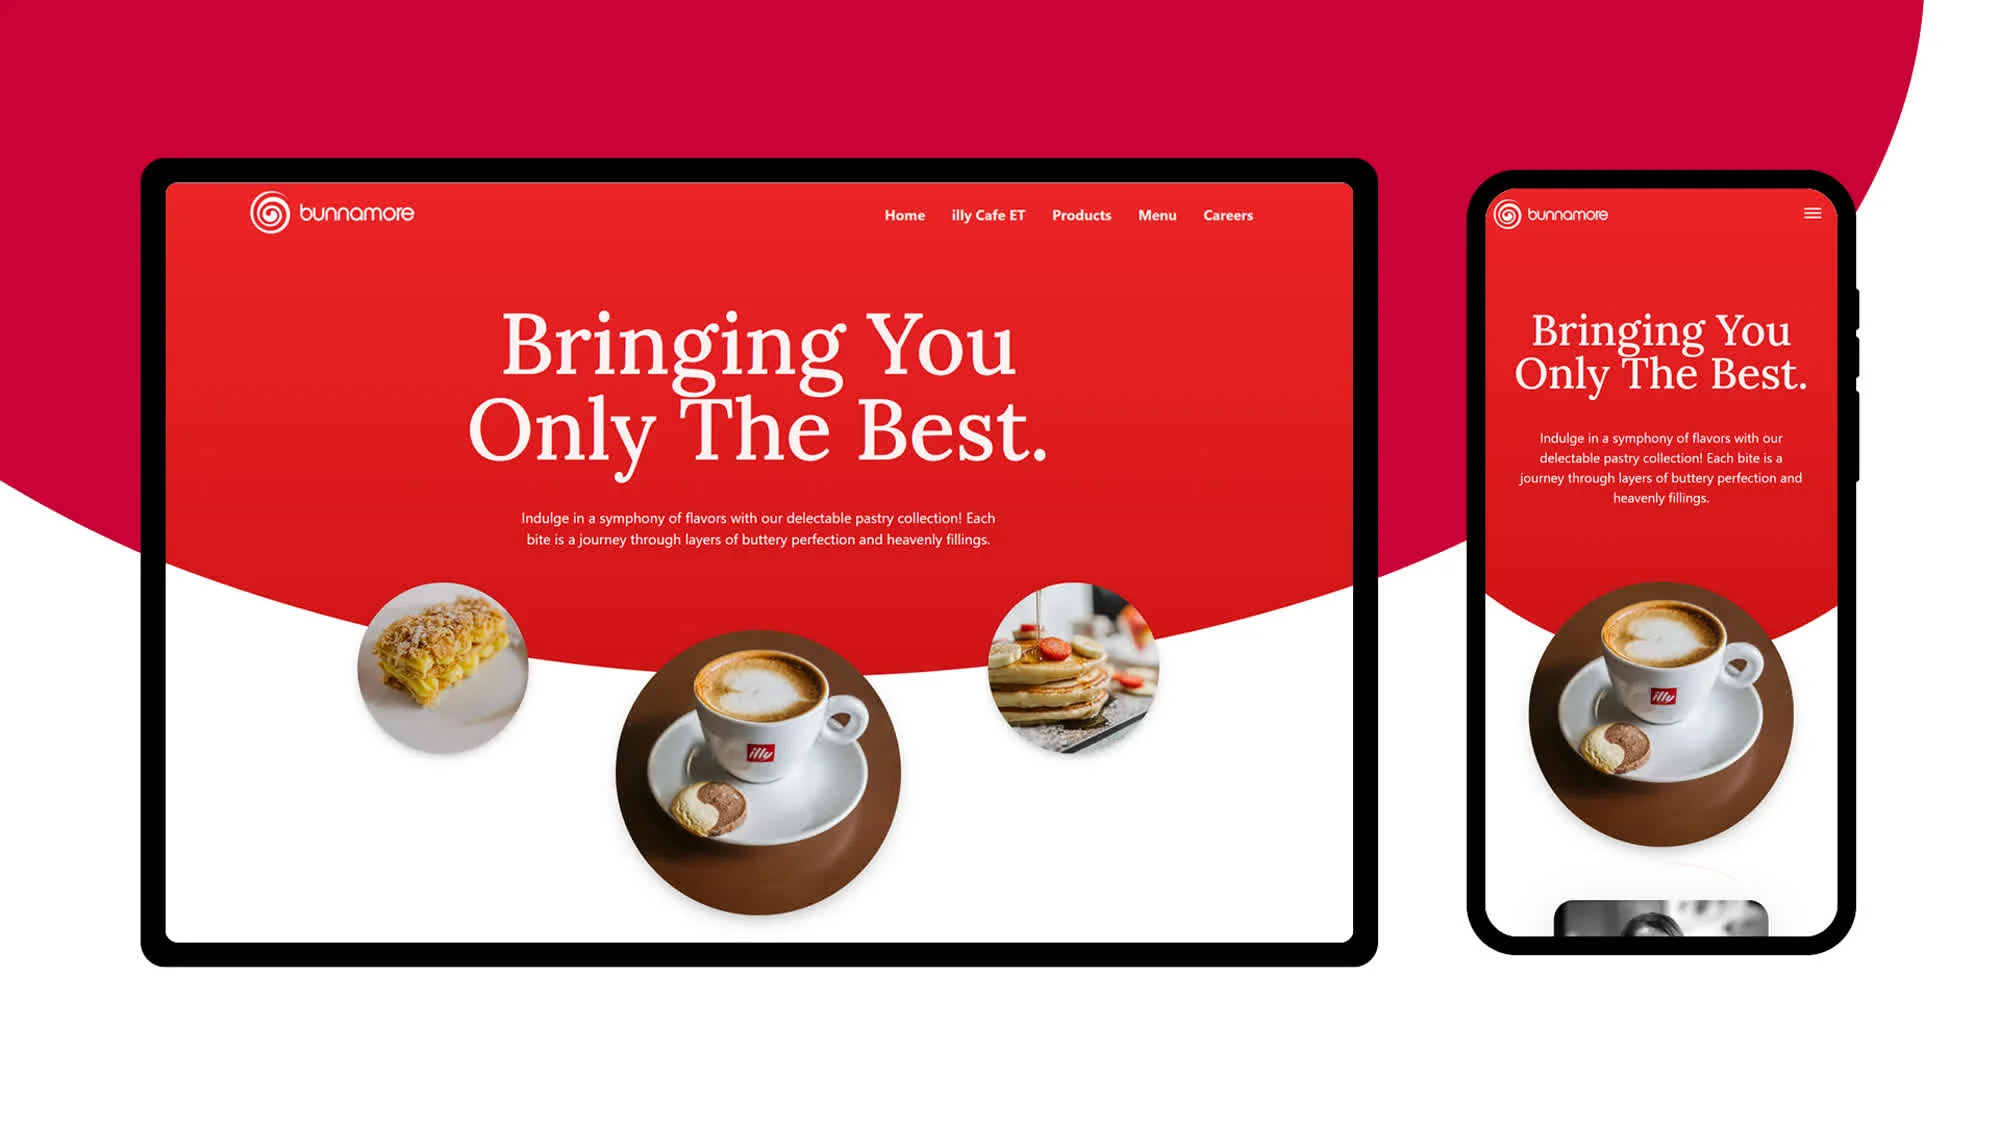 bunnamore
Home illy Cafe ET Products Menu Careers
Bringing You
Only The Best.
Indulge in a symphony of flavors with our delectable pastry collection! Each
bite is a journey through layers of buttery perfection and heavenly fillings.
illy
bunnamore
Bringing You
Only The Best.
Indulge in a symphony of flavors with our
delectable pastry collection! Each bite is a
journey through layers of buttery perfection and
heavenly fillings.
illy